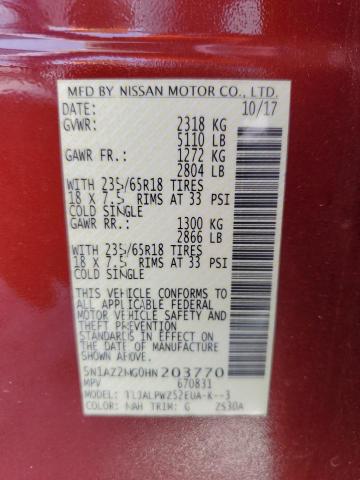 MFD BY NISSAN MOTOR CO., LTD.
DATE: 10/17
GVWR: 2318 KG
5110 LB
GAWR FR.: 1272 KG
2804 LB
WITH 235/65R18 TIRES
18 X 7.5 RIMS AT 33 PSI
COLD SINGLE
GAWR RR.: 1300 KG
2866 LB
WITH 235/65R18 TIRES
18 X 7.5 RIMS AT 33 PSI
COLD SINGLE
THIS VEHICLE CONFORMS TO
ALL APPLICABLE FEDERAL
MOTOR VEHICLE SAFETY AND
THEFT PREVENTION
STANDARDS IN EFFECT ON THE
DATE OF MANUFACTURE
SHOWN ABOVE.
5N1AZ2MG0HN203770
MPV 670831
MODEL: TLJALPWZ52EUA-K--3
COLOR: NAH TRIM: G ZS30A